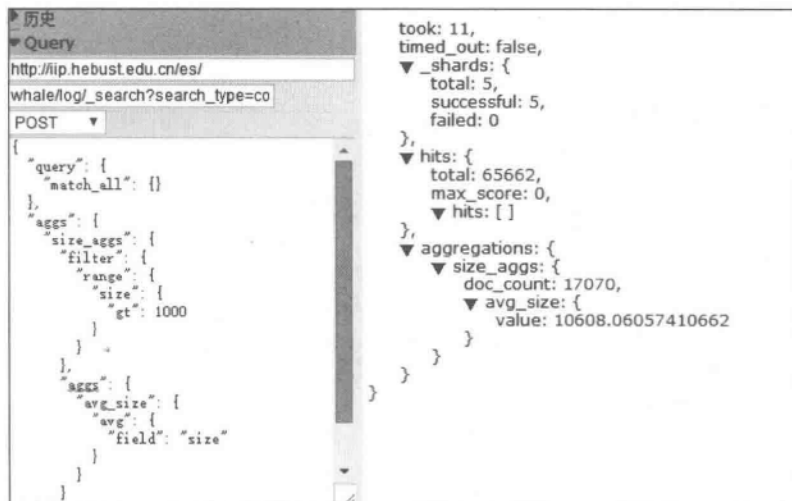 历史
Query
http://iip.hebust.edu.cn/es/
whale/log/_search?search_type=co
POST
{
"query": {
"match_all": {}
},
"aggs": {
"size_aggs": {
"filter": {
"range": {
"size": {
"gt": 1000
}
}
},
"aggs": {
"avg_size": {
"avg": {
"field": "size"
}
}
}
took: 11,
timed_out: false,
_shards: {
total: 5,
successful: 5,
failed: 0
},
hits: {
total: 65662,
max_score: 0,
hits: [ ]
},
aggregations: {
size_aggs: {
doc_count: 17070,
avg_size: {
value: 10608.06057410662
}
}
}
}